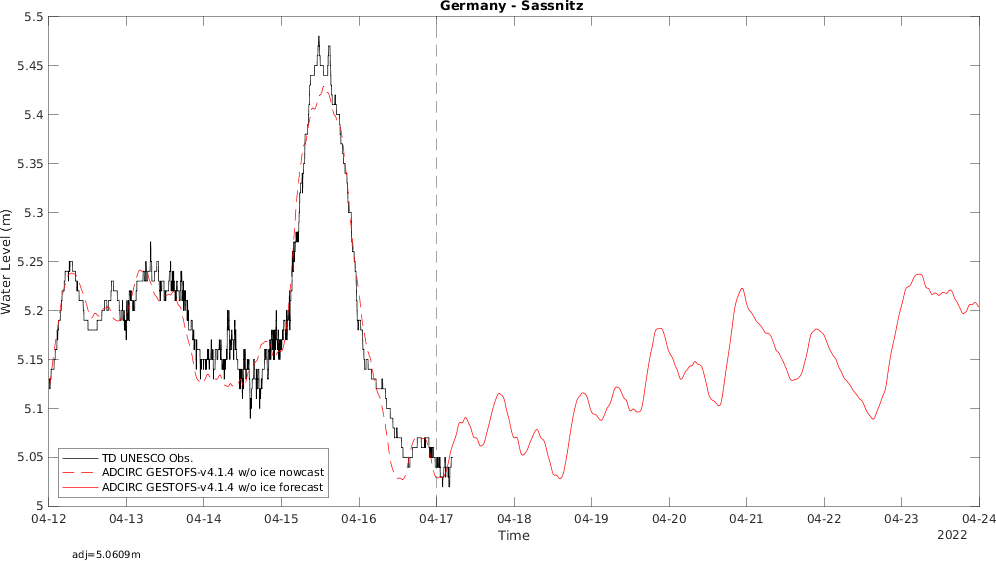 Germany - Sassnitz
5.5
5.45
5.4
5.35
5.3
5.25
5.2
5.15
5.1
5.05
5
Water Level (m)
TD UNESCO Obs.
ADCIRC GESTOFS-v4.1.4 w/o ice nowcast
ADCIRC GESTOFS-v4.1.4 w/o ice forecast
04-12 04-13 04-14 04-15 04-16 04-17 04-18 04-19 04-20 04-21 04-22 04-23 04-24
Time
2022
adj=5.0609m